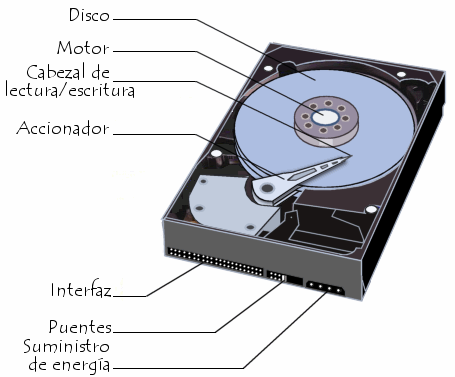 Disco
Motor
Cabezal de
lectura/escritura
Accionador
Interfaz
Puentes
Suministro
de energía